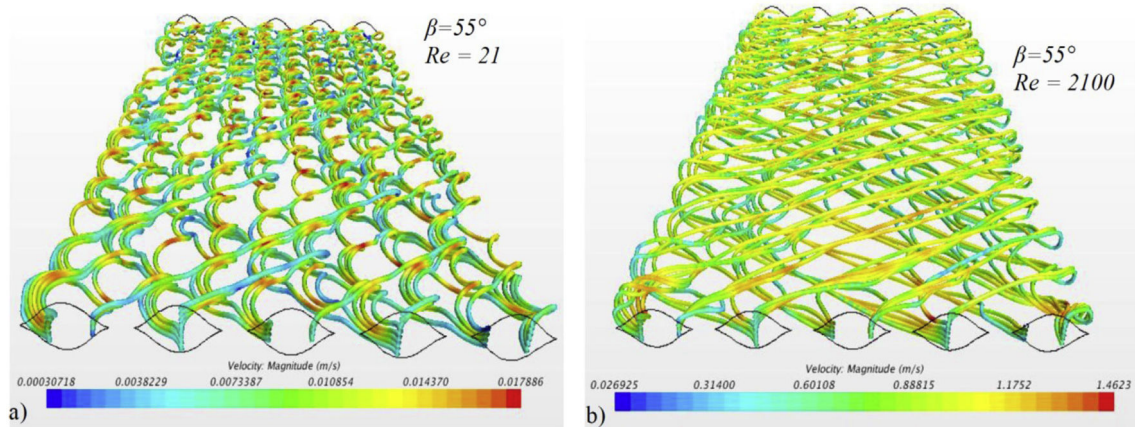 β=55°
Re = 21
Velocity: Magnitude (m/s)
0.00030718 0.0038229 0.0073387 0.010854 0.014370 0.017886
a)
β=55°
Re = 2100
Velocity: Magnitude (m/s)
0.026925 0.31400 0.60108 0.88815 1.1752 1.4623
b)